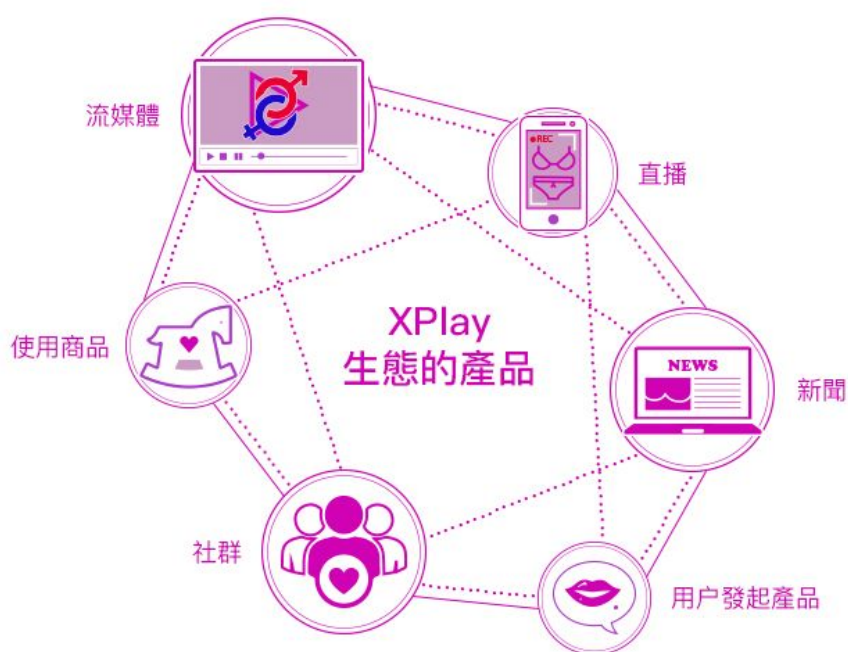 流媒體
REC
直播
使用商品
XPlay
生態的產品
NEWS
新聞
社群
用户發起產品